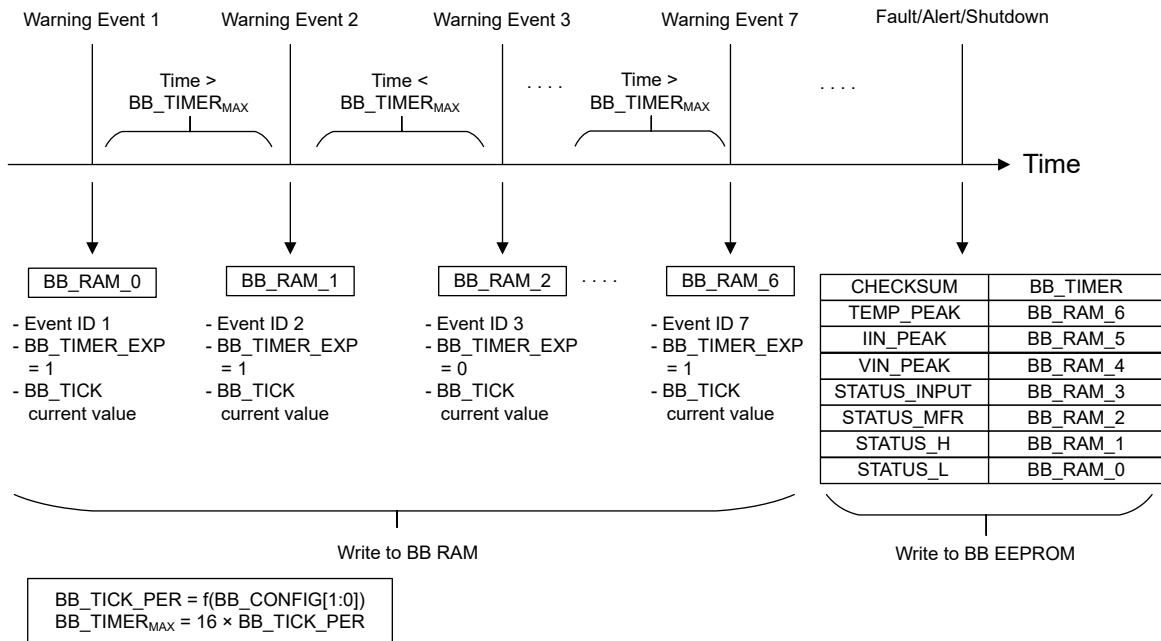 Warning Event 1 Warning Event 2 Warning Event 3 Warning Event 7 Fault/Alert/Shutdown
Time > Time < Time >
BB_TIMERMAX BB_TIMERMAX . . . . BB_TIMERMAX . . . .
Time
BB_RAM_0 BB_RAM_1 BB_RAM_2 . . . . BB_RAM_6
- Event ID 1
- BB_TIMER_EXP
= 1
- BB_TICK
current value
- Event ID 2
- BB_TIMER_EXP
= 1
- BB_TICK
current value
- Event ID 3
- BB_TIMER_EXP
= 0
- BB_TICK
current value
- Event ID 7
- BB_TIMER_EXP
= 1
- BB_TICK
current value
CHECKSUM BB_TIMER
TEMP_PEAK BB_RAM_6
IIN_PEAK BB_RAM_5
VIN_PEAK BB_RAM_4
STATUS_INPUT BB_RAM_3
STATUS_MFR BB_RAM_2
STATUS_H BB_RAM_1
STATUS_L BB_RAM_0
Write to BB RAM Write to BB EEPROM
BB_TICK_PER = f(BB_CONFIG[1:0])
BB_TIMERMAX = 16 × BB_TICK_PER